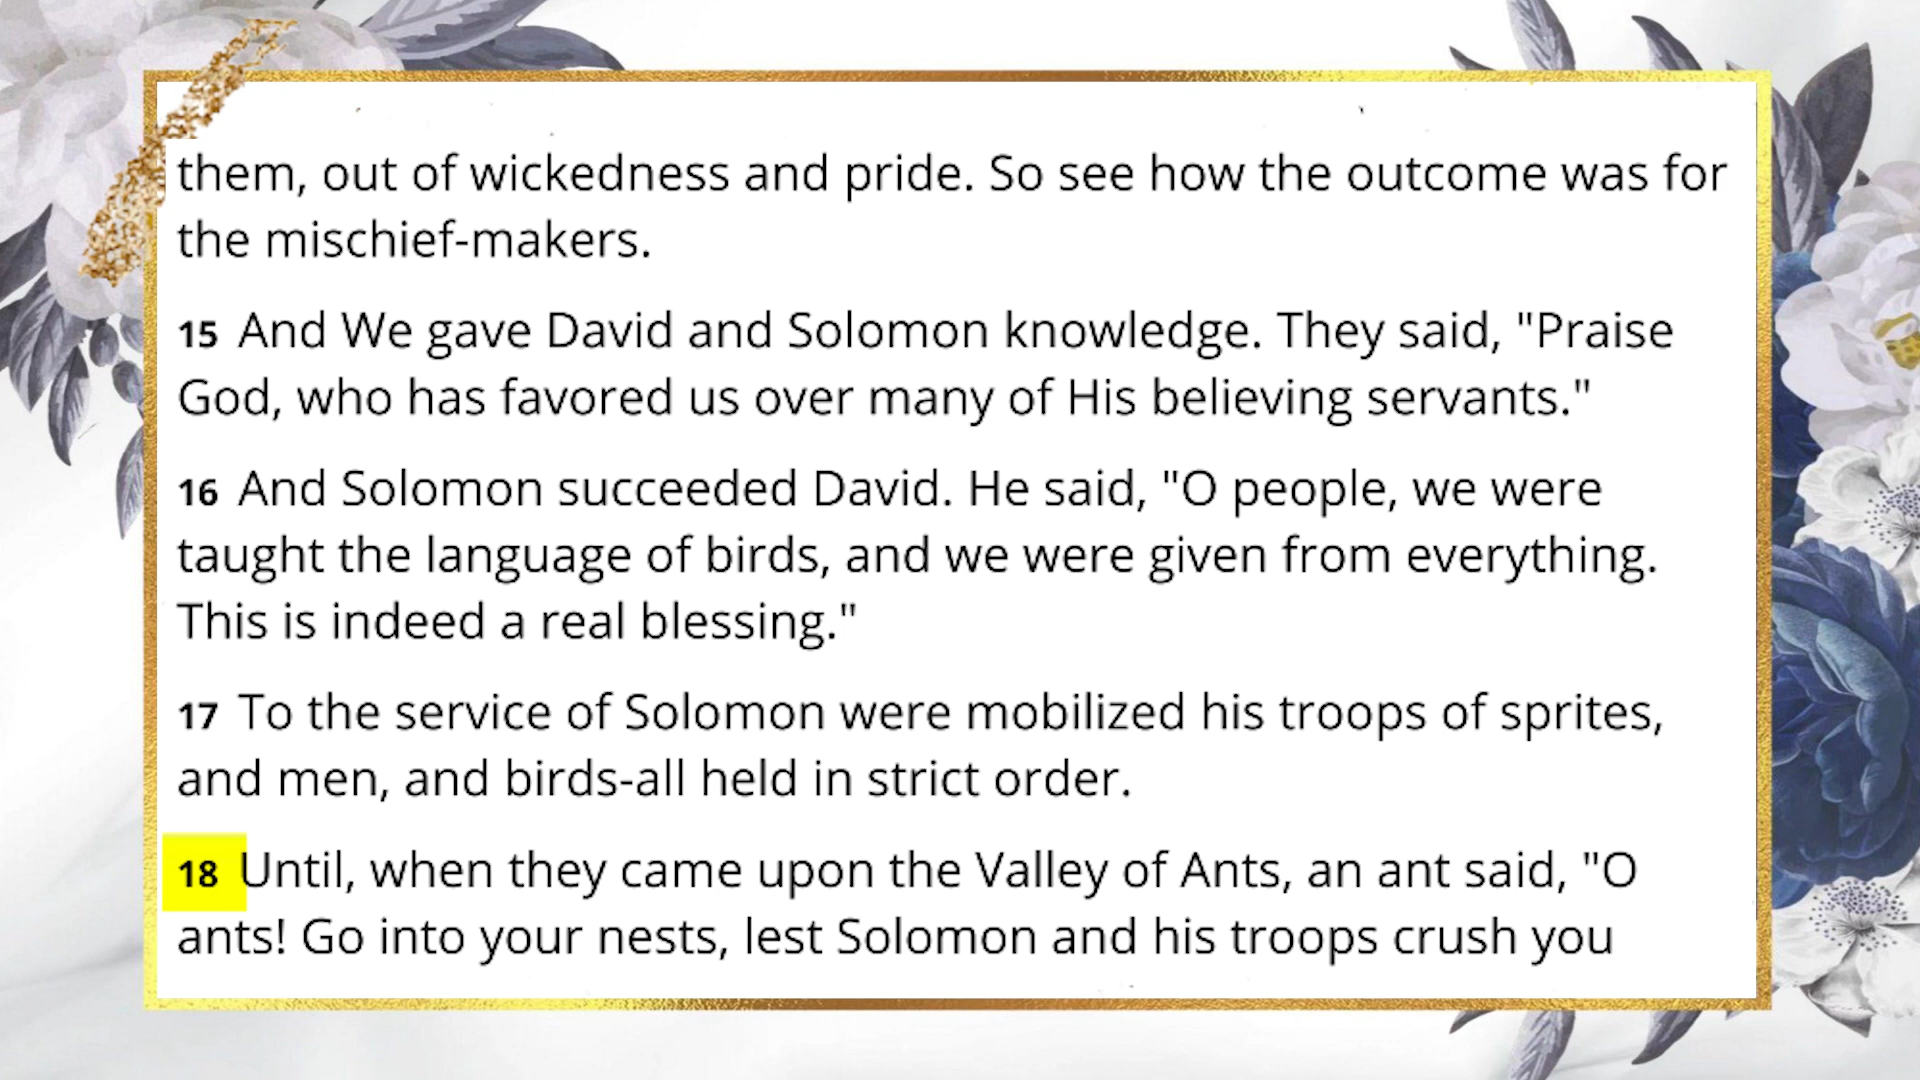 them, out of wickedness and pride. So see how the outcome was for
the mischief-makers.
15 And We gave David and Solomon knowledge. They said, "Praise
God, who has favored us over many of His believing servants."
16 And Solomon succeeded David. He said, "O people, we were
taught the language of birds, and we were given from everything.
This is indeed a real blessing."
17 To the service of Solomon were mobilized his troops of sprites,
and men, and birds-all held in strict order.
18 Until, when they came upon the Valley of Ants, an ant said, "O
ants! Go into your nests, lest Solomon and his troops crush you